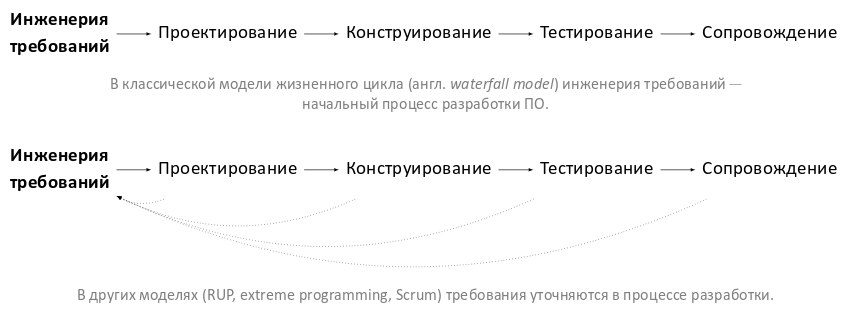 Инженерия
требований
Проектирование
Конструирование
Тестирование
Сопровождение
В классической модели жизненного цикла (англ. waterfall model) инженерия требований —
начальный процесс разработки ПО.
Инженерия
требований
Проектирование
Конструирование
Тестирование
Сопровождение
В других моделях (RUP, extreme programming, Scrum) требования уточняются в процессе разработки.